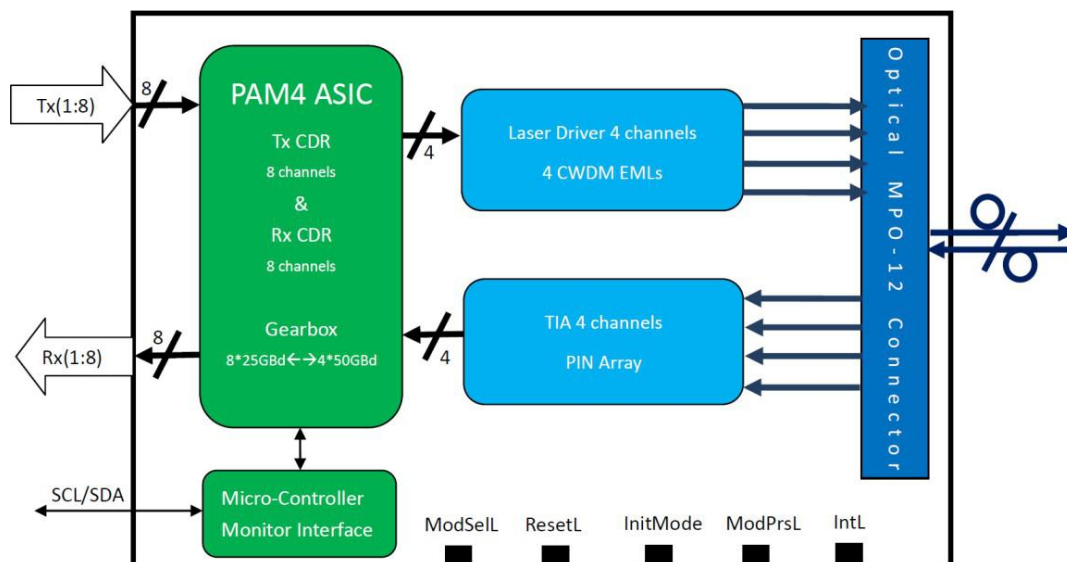 Tx(1:8)
8
PAM4 ASIC
Tx CDR
8 channels
&
Rx CDR
8 channels
Gearbox
8*25GBd←→4*50GBd
4
Laser Driver 4 channels
4 CWDM EMLs
Optical MPO-12 Connector
Rx(1:8)
8
4
TIA 4 channels
PIN Array
SCL/SDA
Micro-Controller
Monitor Interface
ModSelL
ResetL
InitMode
ModPrsL
IntL